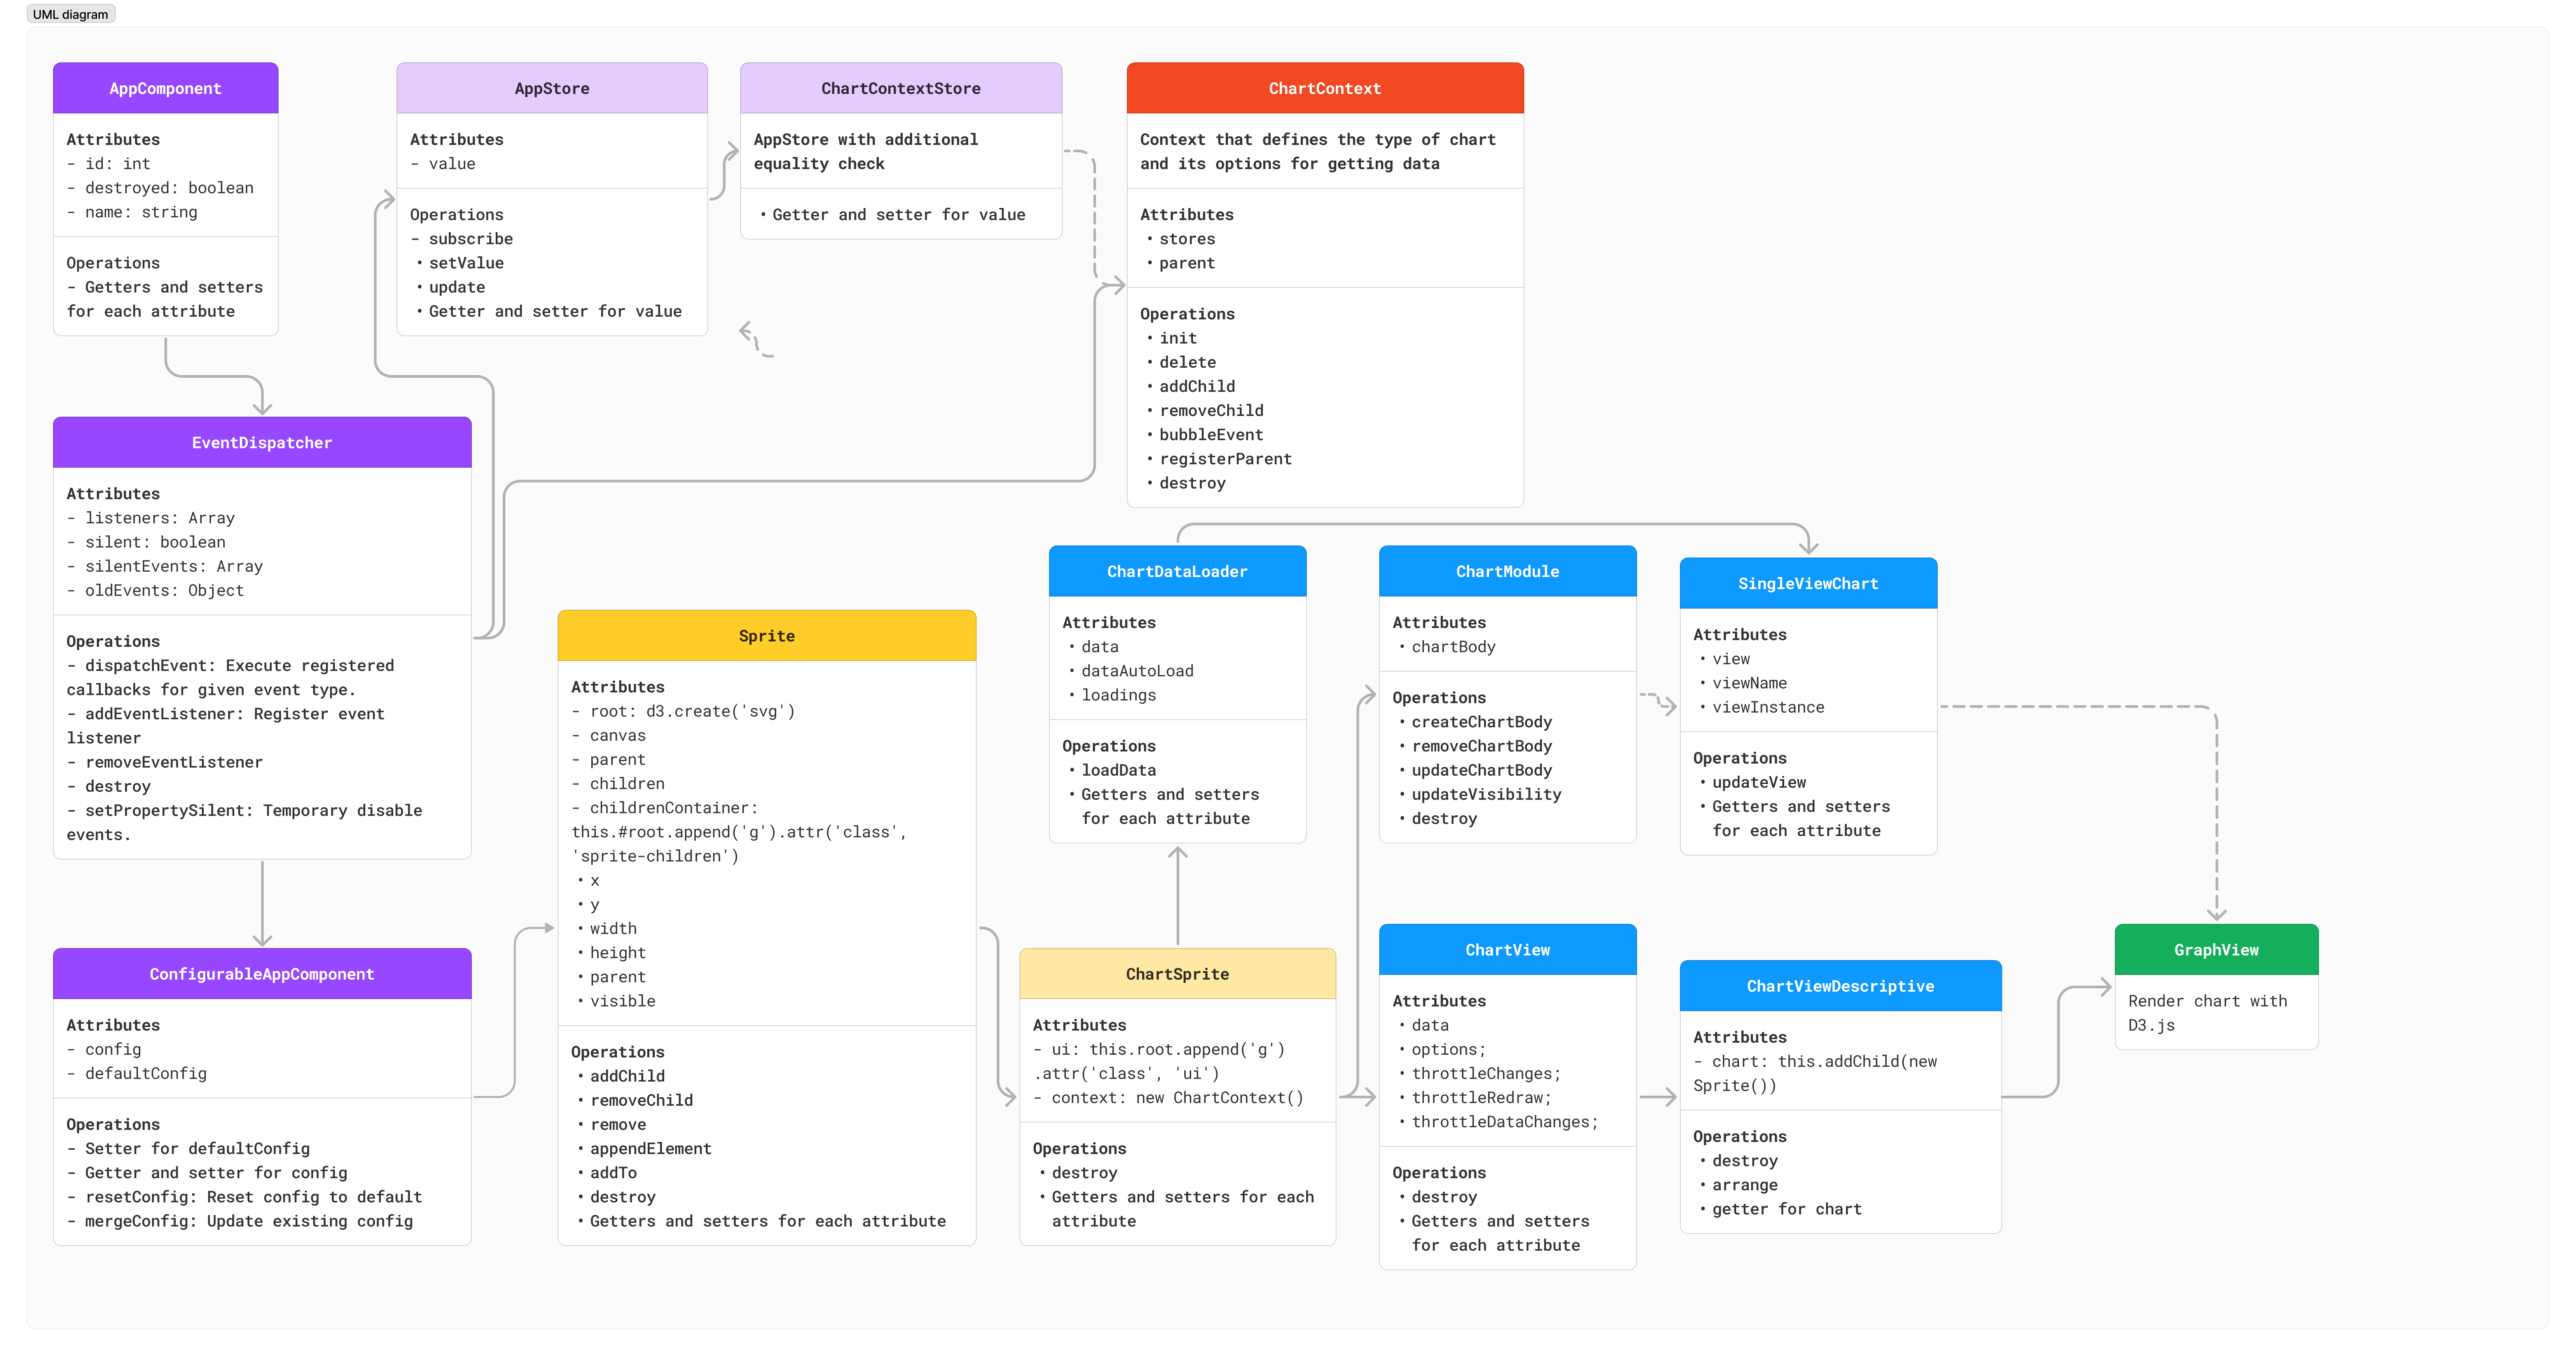 UML diagram
AppComponent
Attributes
- id: int
- destroyed: boolean
- name: string
Operations
- Getters and setters
for each attribute
AppStore
Attributes
- value
Operations
- subscribe
• setValue
• update
• Getter and setter for value
ChartContextStore
AppStore with additional
equality check
• Getter and setter for value
ChartContext
Context that defines the type of chart
and its options for getting data
Attributes
• stores
• parent
Operations
• init
• delete
• addChild
• removeChild
• bubbleEvent
• registerParent
• destroy
EventDispatcher
Attributes
- listeners: Array
- silent: boolean
- silentEvents: Array
- oldEvents: Object
Operations
- dispatchEvent: Execute registered
callbacks for given event type.
- addEventListener: Register event
listener
- removeEventListener
- destroy
- setPropertySilent: Temporary disable
events.
ConfigurableAppComponent
Attributes
- config
- defaultConfig
Operations
- Setter for defaultConfig
- Getter and setter for config
- resetConfig: Reset config to default
- mergeConfig: Update existing config
Sprite
Attributes
- root: d3.create('svg')
- canvas
- parent
- children
- childrenContainer:
this.#root.append('g').attr('class',
'sprite-children')
• x
• y
• width
• height
• parent
• visible
Operations
• addChild
• removeChild
• remove
• appendElement
• addTo
• destroy
• Getters and setters for each attribute
ChartDataLoader
Attributes
• data
• dataAutoLoad
• loadings
Operations
• loadData
• Getters and setters
for each attribute
ChartSprite
Attributes
- ui: this.root.append('g')
.attr('class', 'ui')
- context: new ChartContext()
Operations
• destroy
• Getters and setters for each
attribute
ChartModule
Attributes
• chartBody
Operations
• createChartBody
• removeChartBody
• updateChartBody
• updateVisibility
• destroy
ChartView
Attributes
• data
• options;
• throttleChanges;
• throttleRedraw;
• throttleDataChanges;
Operations
• destroy
• Getters and setters
for each attribute
SingleViewChart
Attributes
• view
• viewName
• viewInstance
Operations
• updateView
• Getters and setters
for each attribute
ChartViewDescriptive
Attributes
- chart: this.addChild(new
Sprite())
Operations
• destroy
• arrange
• getter for chart
GraphView
Render chart with
D3.js